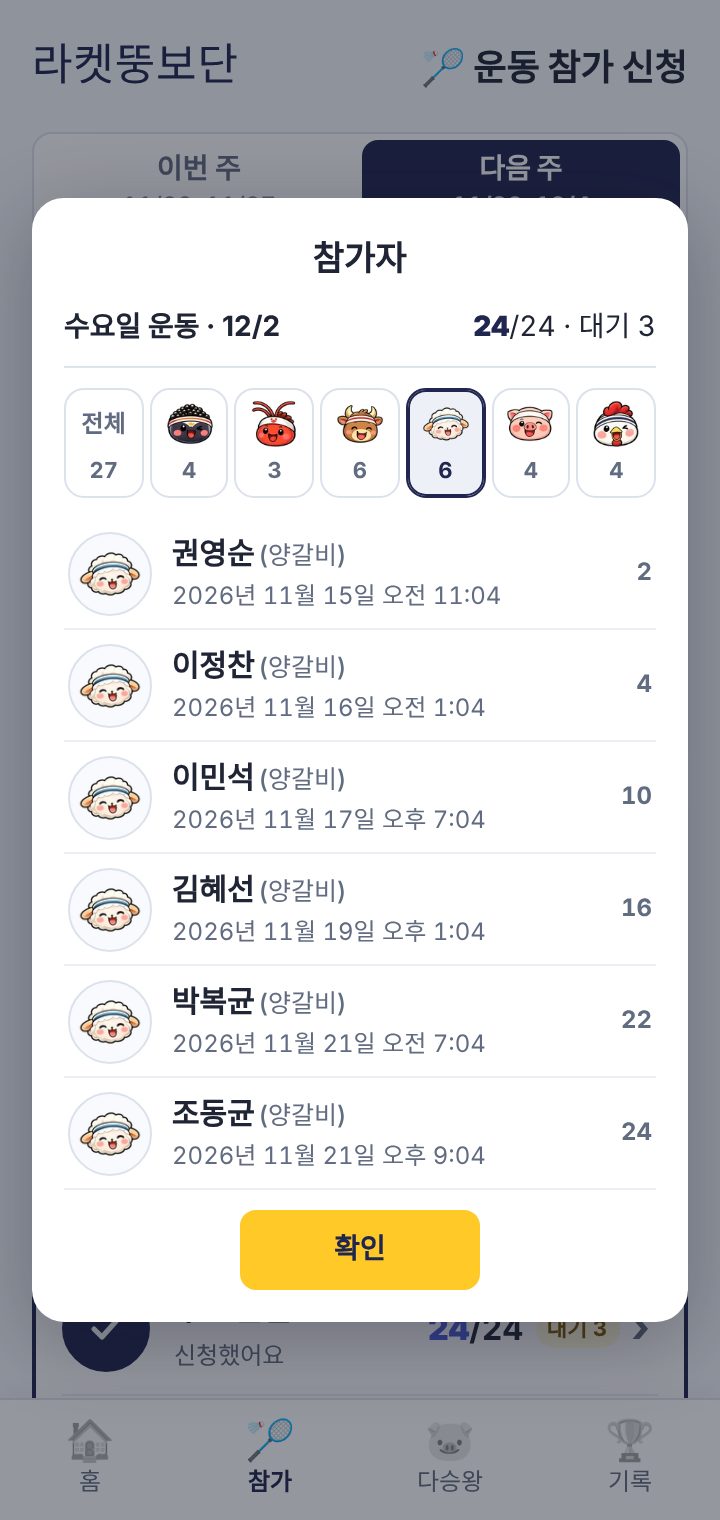 라켓뚱보단
🏸 운동 참가 신청
이번 주
다음 주
참가자
수요일 운동 · 12/2
24/24 · 대기 3
전체
27 4 3 6 6 4 4
권영순 (양갈비)
2026년 11월 15일 오전 11:04
2
이정찬 (양갈비)
2026년 11월 16일 오전 1:04
4
이민석 (양갈비)
2026년 11월 17일 오후 7:04
10
김혜선 (양갈비)
2026년 11월 19일 오후 1:04
16
박복균 (양갈비)
2026년 11월 21일 오전 7:04
22
조동균 (양갈비)
2026년 11월 21일 오후 9:04
24
확인
24/24 대기 3
신청했어요
홈
참가
다승왕
기록